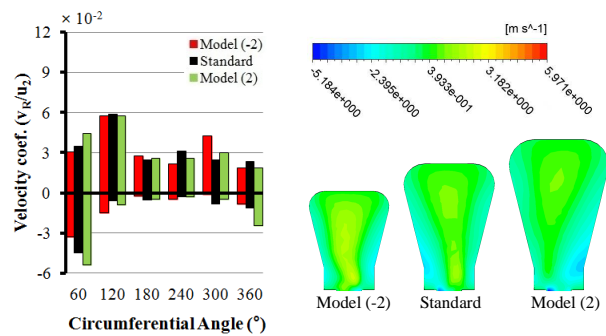 12 ×10⁻²
9
6
3
0
-3
-6
Velocity coef. (v_R/u_2)
Model (-2)
Standard
Model (2)
60 120 180 240 300 360
Circumferential Angle (°)
[m s^-1]
-5.184e+000
-2.395e+000
3.933e-001
3.182e+000
5.971e+000
Model (-2) Standard Model (2)